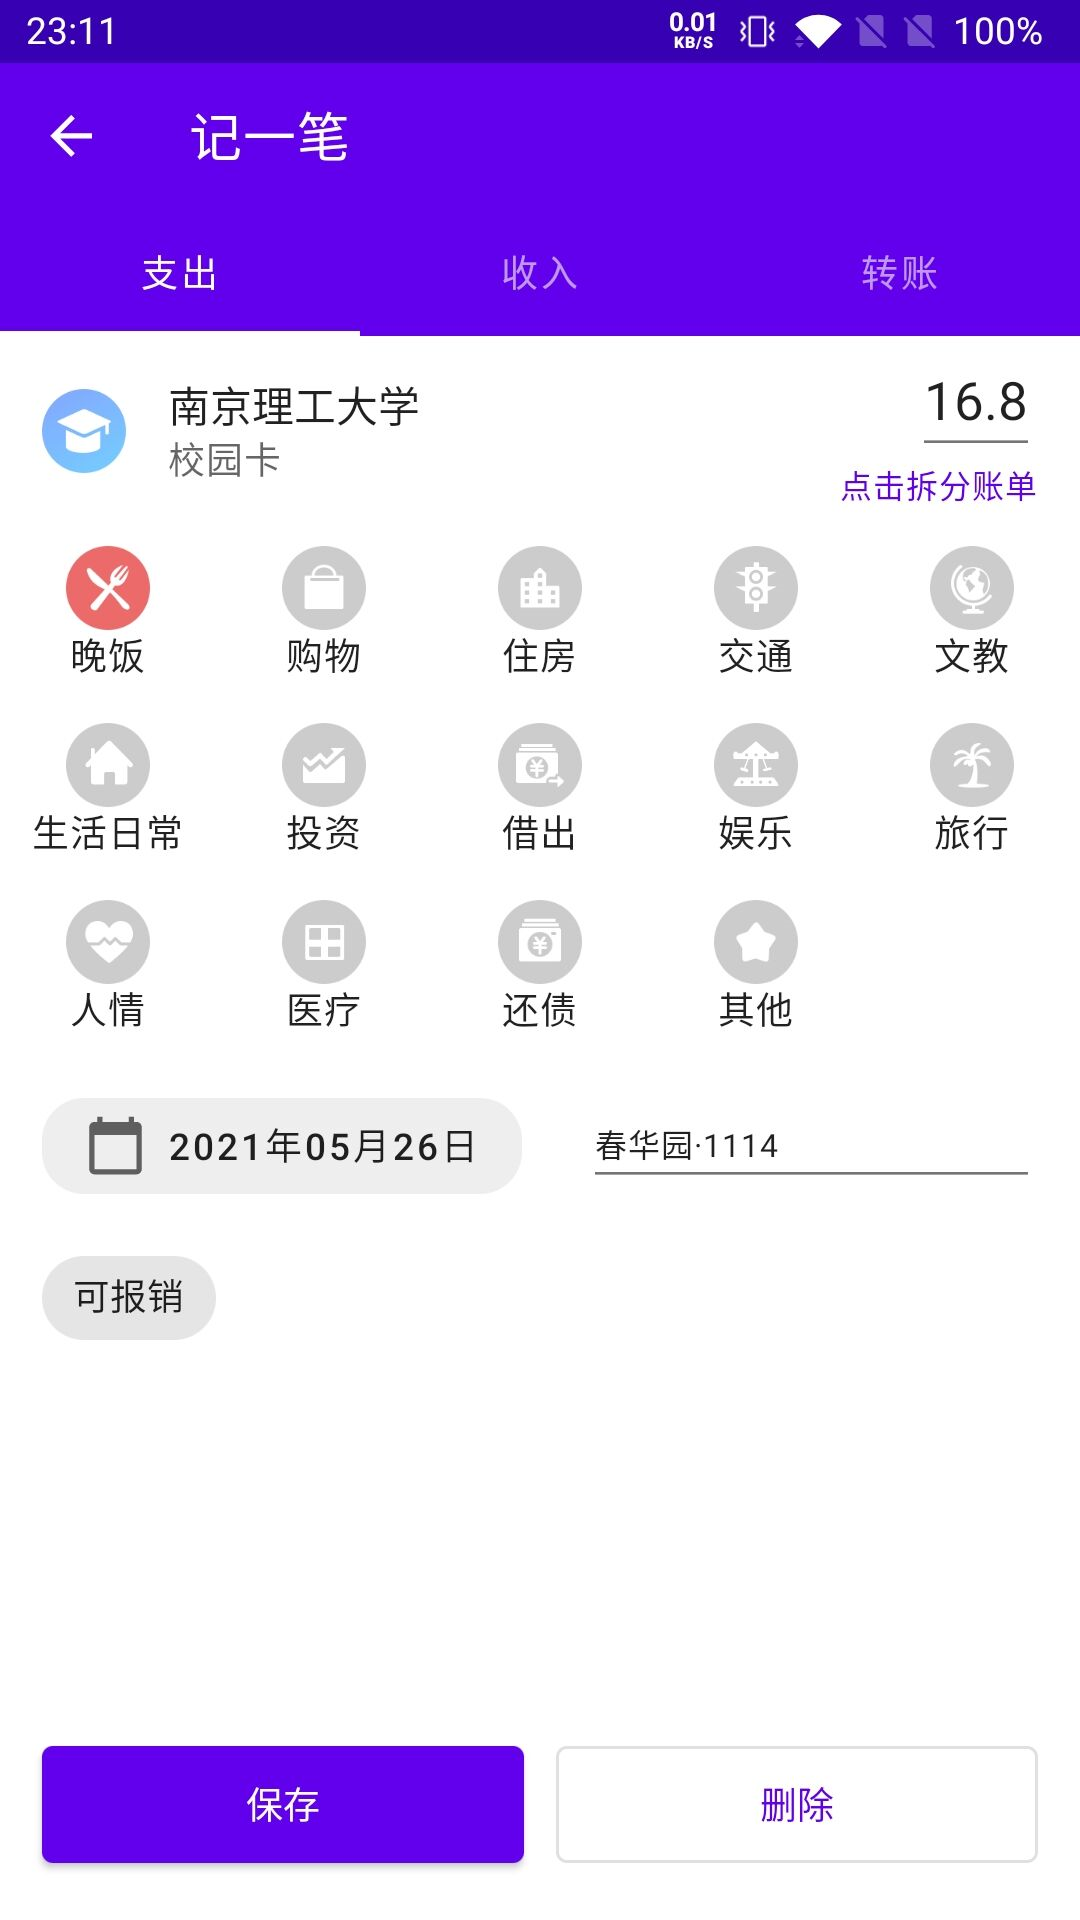 23:11 0.01 KB/S 100%
记一笔
支出 收入 转账
南京理工大学 16.8
校园卡
点击拆分账单
晚饭 购物 住房 交通 文教
生活日常 投资 借出 娱乐 旅行
人情 医疗 还债 其他
2021年05月26日 春华园·1114
可报销
保存 删除